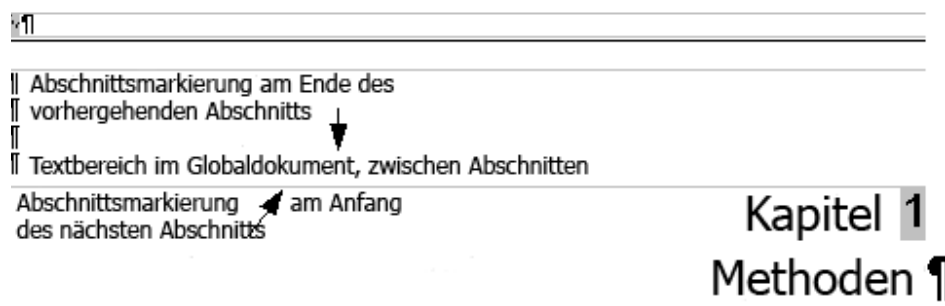 ¶
¶ Abschnittsmarkierung am Ende des
¶ vorhergehenden Abschnitts
¶
¶ Textbereich im Globaldokument, zwischen Abschnitten
Abschnittsmarkierung am Anfang
des nächsten Abschnitts
Kapitel 1
Methoden ¶